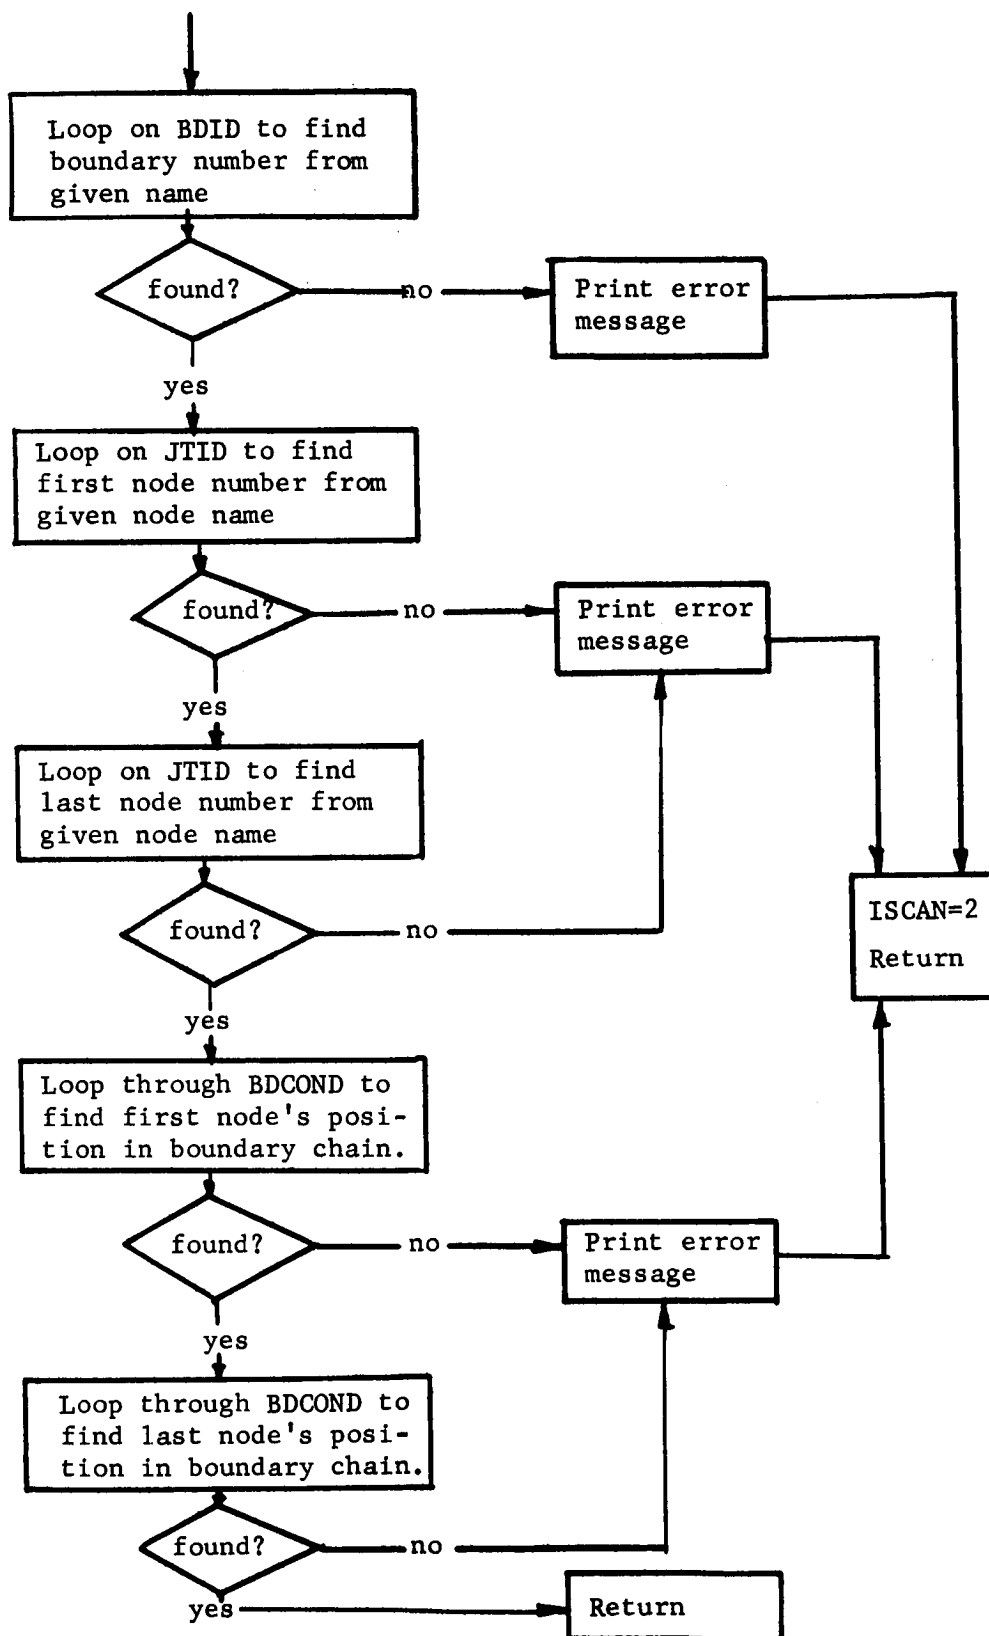 Loop on BDID to find
boundary number from
given name
found?
no
Print error
message
yes
Loop on JTID to find
first node number from
given node name
found?
no
Print error
message
yes
Loop on JTID to find
last node number from
given node name
found?
no
ISCAN=2
Return
yes
Loop through BDCOND to
find first node's posi-
tion in boundary chain.
found?
no
Print error
message
yes
Loop through BDCOND to
find last node's posi-
tion in boundary chain.
found?
no
yes
Return